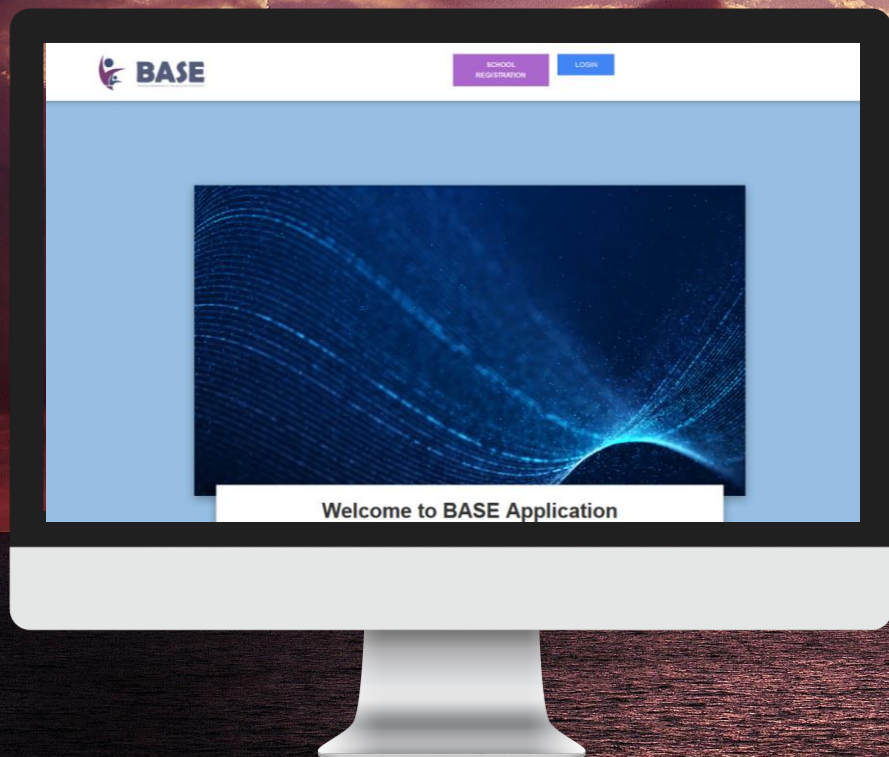 BASE
SCHOOL
REGISTRATION
LOGIN
Welcome to BASE Application